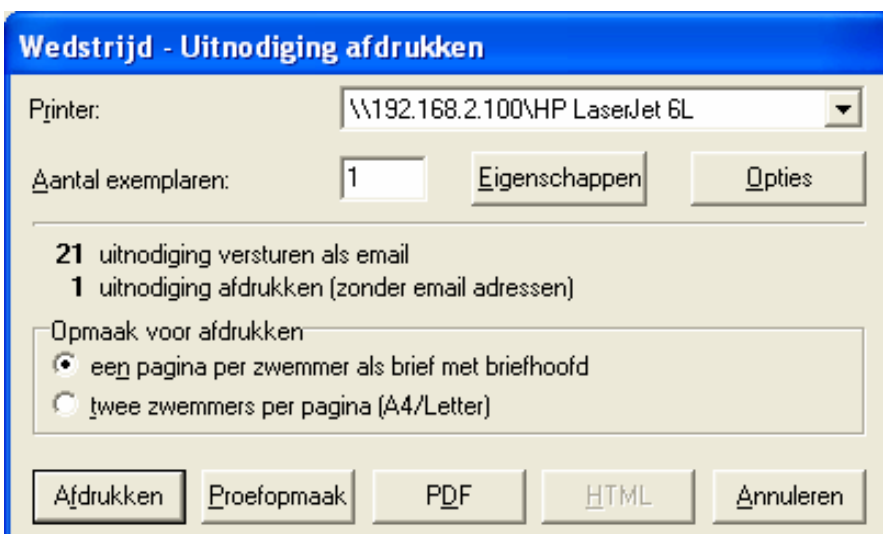 Wedstrijd - Uitnodiging afdrukken
Printer: \\192.168.2.100\HP LaserJet 6L
Aantal exemplaren: 1 Eigenschappen Opties
21 uitnodiging versturen als email
1 uitnodiging afdrukken (zonder email adressen)
Opmaak voor afdrukken
een pagina per zwemmer als brief met briefhoofd
twee zwemmers per pagina (A4/Letter)
Afdrukken Proefopmaak PDF HTML Annuleren